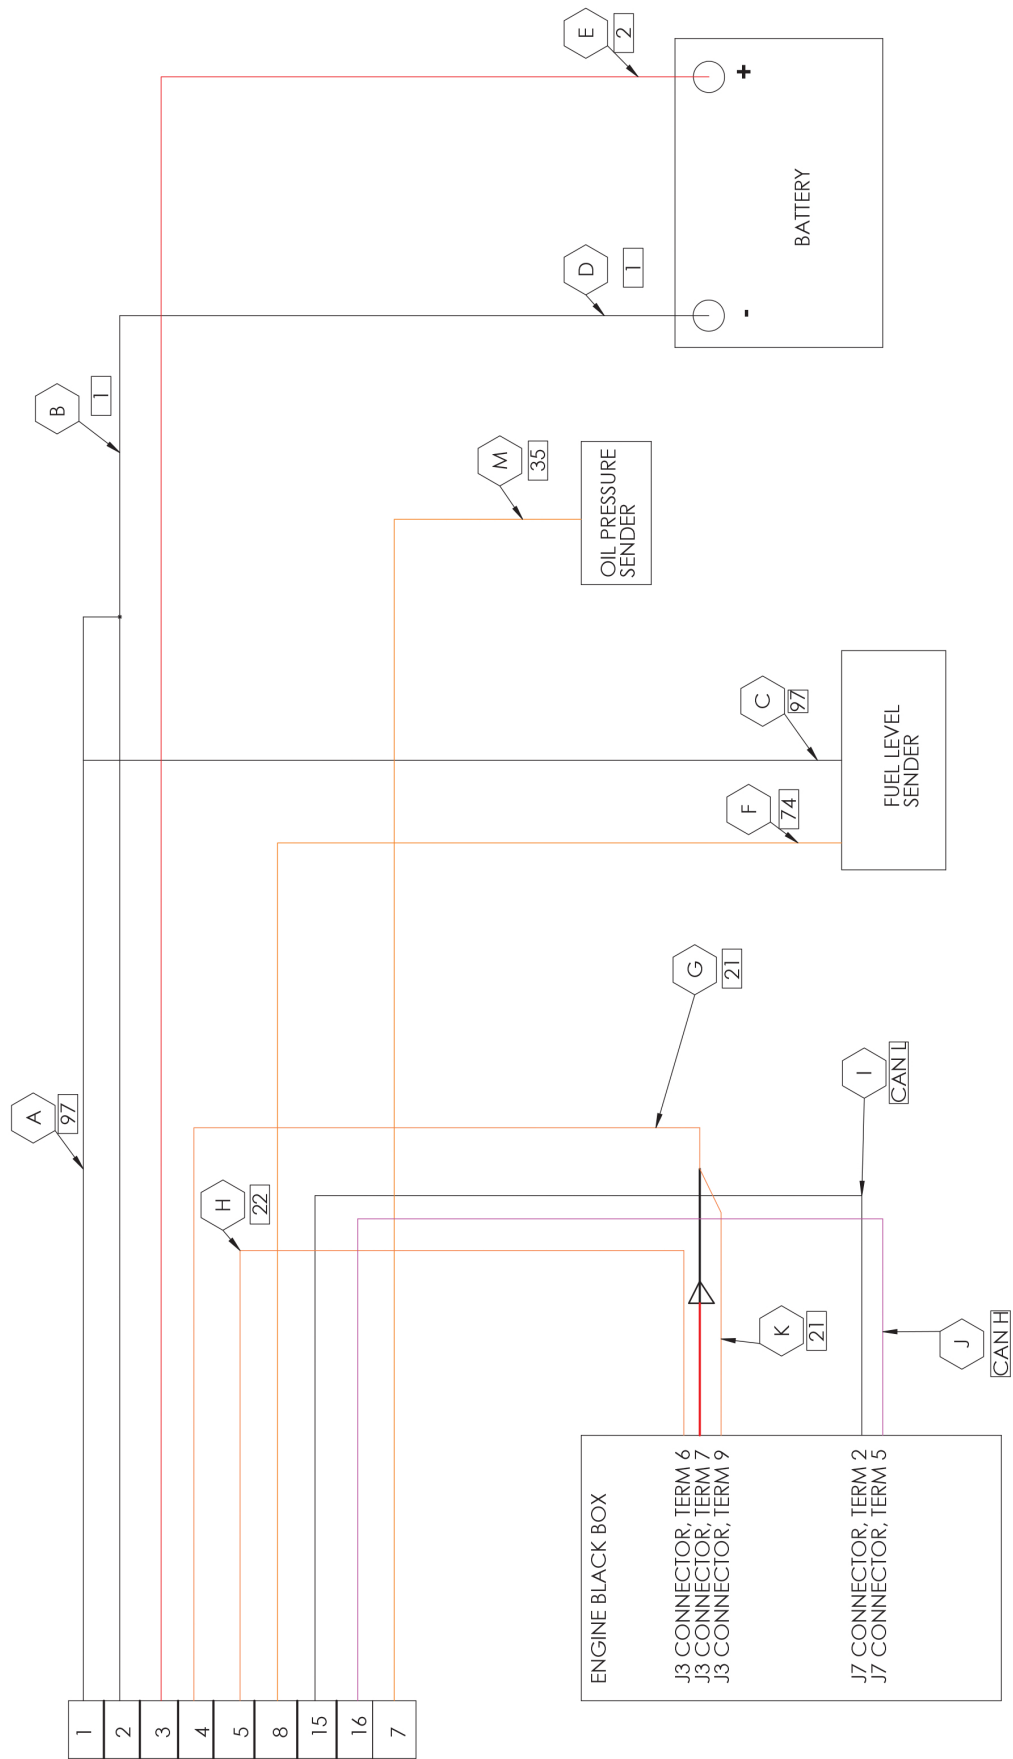 A
97
B
1
E
2
D
1
+
-
BATTERY
M
35
OIL PRESSURE
SENDER
C
97
F
74
FUEL LEVEL
SENDER
G
21
H
22
I
CAN L
K
21
J
CAN H
ENGINE BLACK BOX
J3 CONNECTOR, TERM 6
J3 CONNECTOR, TERM 7
J3 CONNECTOR, TERM 9
J7 CONNECTOR, TERM 2
J7 CONNECTOR, TERM 5
1
2
3
4
5
8
15
16
7